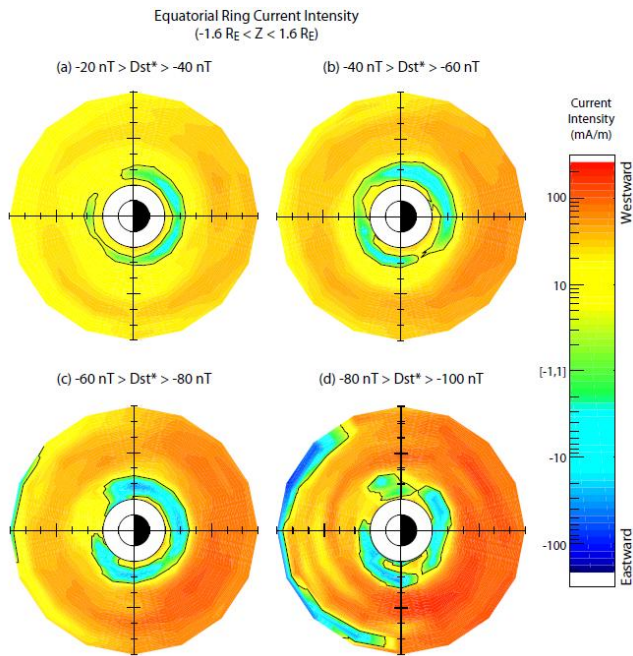 Equatorial Ring Current Intensity
(-1.6 RE < Z < 1.6 RE)
(a) -20 nT > Dst* > -40 nT
(b) -40 nT > Dst* > -60 nT
Current
Intensity
(mA/m)
Westward
100
10
[-1,1]
-10
-100
Eastward
(c) -60 nT > Dst* > -80 nT
(d) -80 nT > Dst* > -100 nT